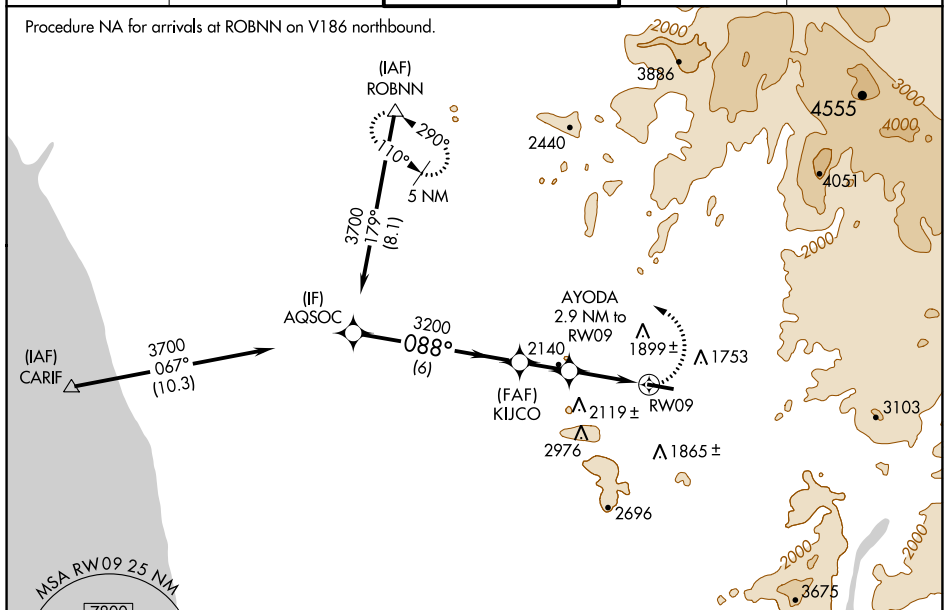 Procedure NA for arrivals at ROBNN on V186 northbound.
(IAF)
ROBNN
290°
110°
5 NM
3700
179°
(8.1)
2000
3886
4555
3000
4000
2440
4051
2000
(IF)
AQSOC
3200
088°
(6)
AYODA
2.9 NM to
RW09
2140
1899±
1753
(IAF)
CARIF
3700
067°
(10.3)
(FAF)
KIJCO
RW09
2119±
3103
2976
1865±
2696
2000
2000
3675
MSA RW09 25 NM